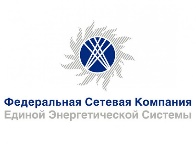 Федеральная Сетевая Компания
Единой Энергетической Системы